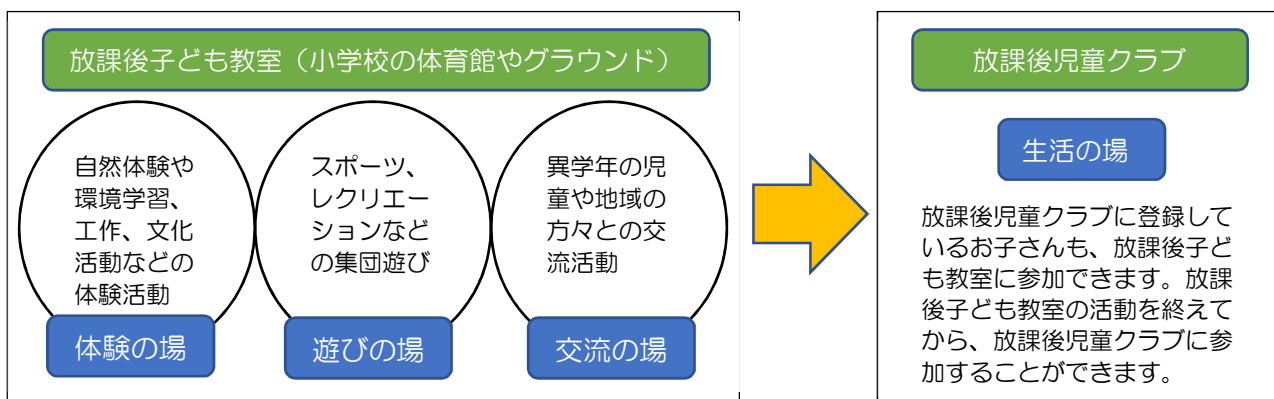 放課後子ども教室（小学校の体育館やグラウンド）
自然体験や
環境学習、
工作、文化
活動などの
体験活動
体験の場
スポーツ、
レクリエー
ションなど
の集団遊び
遊びの場
異学年の児
童や地域の
方々との交
流活動
交流の場
放課後児童クラブ
生活の場
放課後児童クラブに登録して
いるお子さんも、放課後子ど
も教室に参加できます。放課
後子ども教室の活動を終えて
から、放課後児童クラブに参
加することができます。